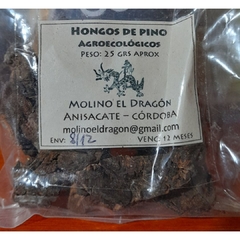 HONGOS DE PINO
AGROECOLÓGICOS
PESO: 25 GRS APROX
MOLINO EL DRAGÓN
ANISACATE – CÓRDOBA
molinoeldragon@gmail.com
ENV: 8/12 VENC: 12 MESES